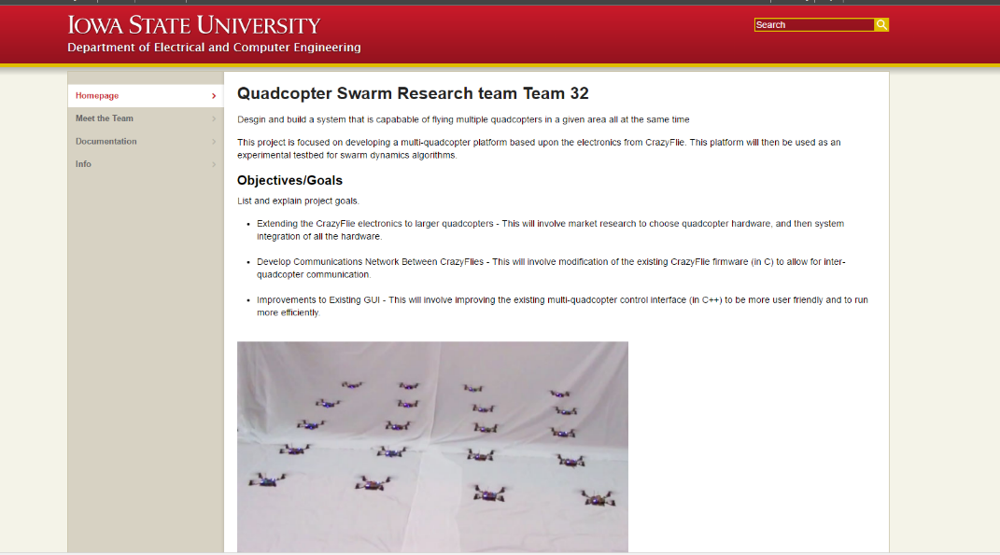 IOWA STATE UNIVERSITY
Department of Electrical and Computer Engineering
Search
Homepage
Meet the Team
Documentation
Info
Quadcopter Swarm Research team Team 32
Desgin and build a system that is capabable of flying multiple quadcopters in a given area all at the same time
This project is focused on developing a multi-quadcopter platform based upon the electronics from CrazyFlie. This platform will then be used as an
experimental testbed for swarm dynamics algorithms.
Objectives/Goals
List and explain project goals.
• Extending the CrazyFlie electronics to larger quadcopters - This will involve market research to choose quadcopter hardware, and then system
integration of all the hardware.
• Develop Communications Network Between CrazyFlies - This will involve modification of the existing CrazyFlie firmware (in C) to allow for inter-
quadcopter communication.
• Improvements to Existing GUI - This will involve improving the existing multi-quadcopter control interface (in C++) to be more user friendly and to run
more efficiently.